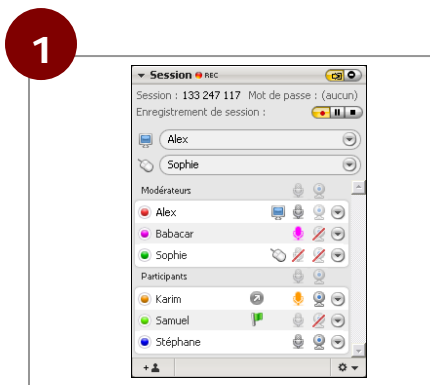 1
Session REC
Session : 133 247 117 Mot de passe : (aucun)
Enregistrement de session :
Alex
Sophie
Modérateurs
Alex
Babacar
Sophie
Participants
Karim
Samuel
Stéphane